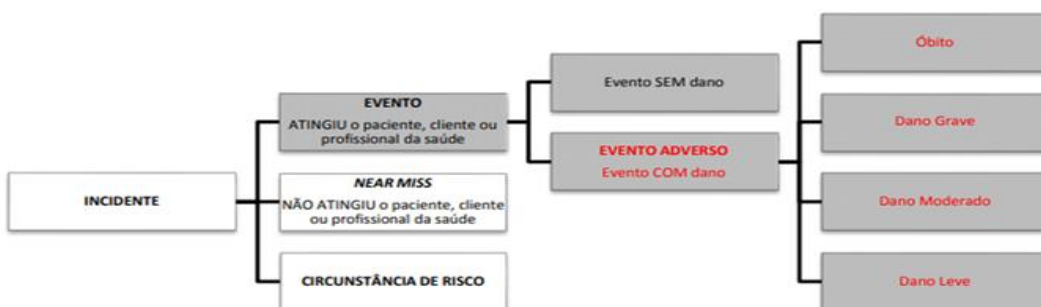 INCIDENTE
EVENTO
ATINGIU o paciente, cliente ou
profissional da saúde
NEAR MISS
NÃO ATINGIU o paciente, cliente
ou profissional da saúde
CIRCUNSTÂNCIA DE RISCO
Evento SEM dano
EVENTO ADVERSO
Evento COM dano
Óbito
Dano Grave
Dano Moderado
Dano Leve